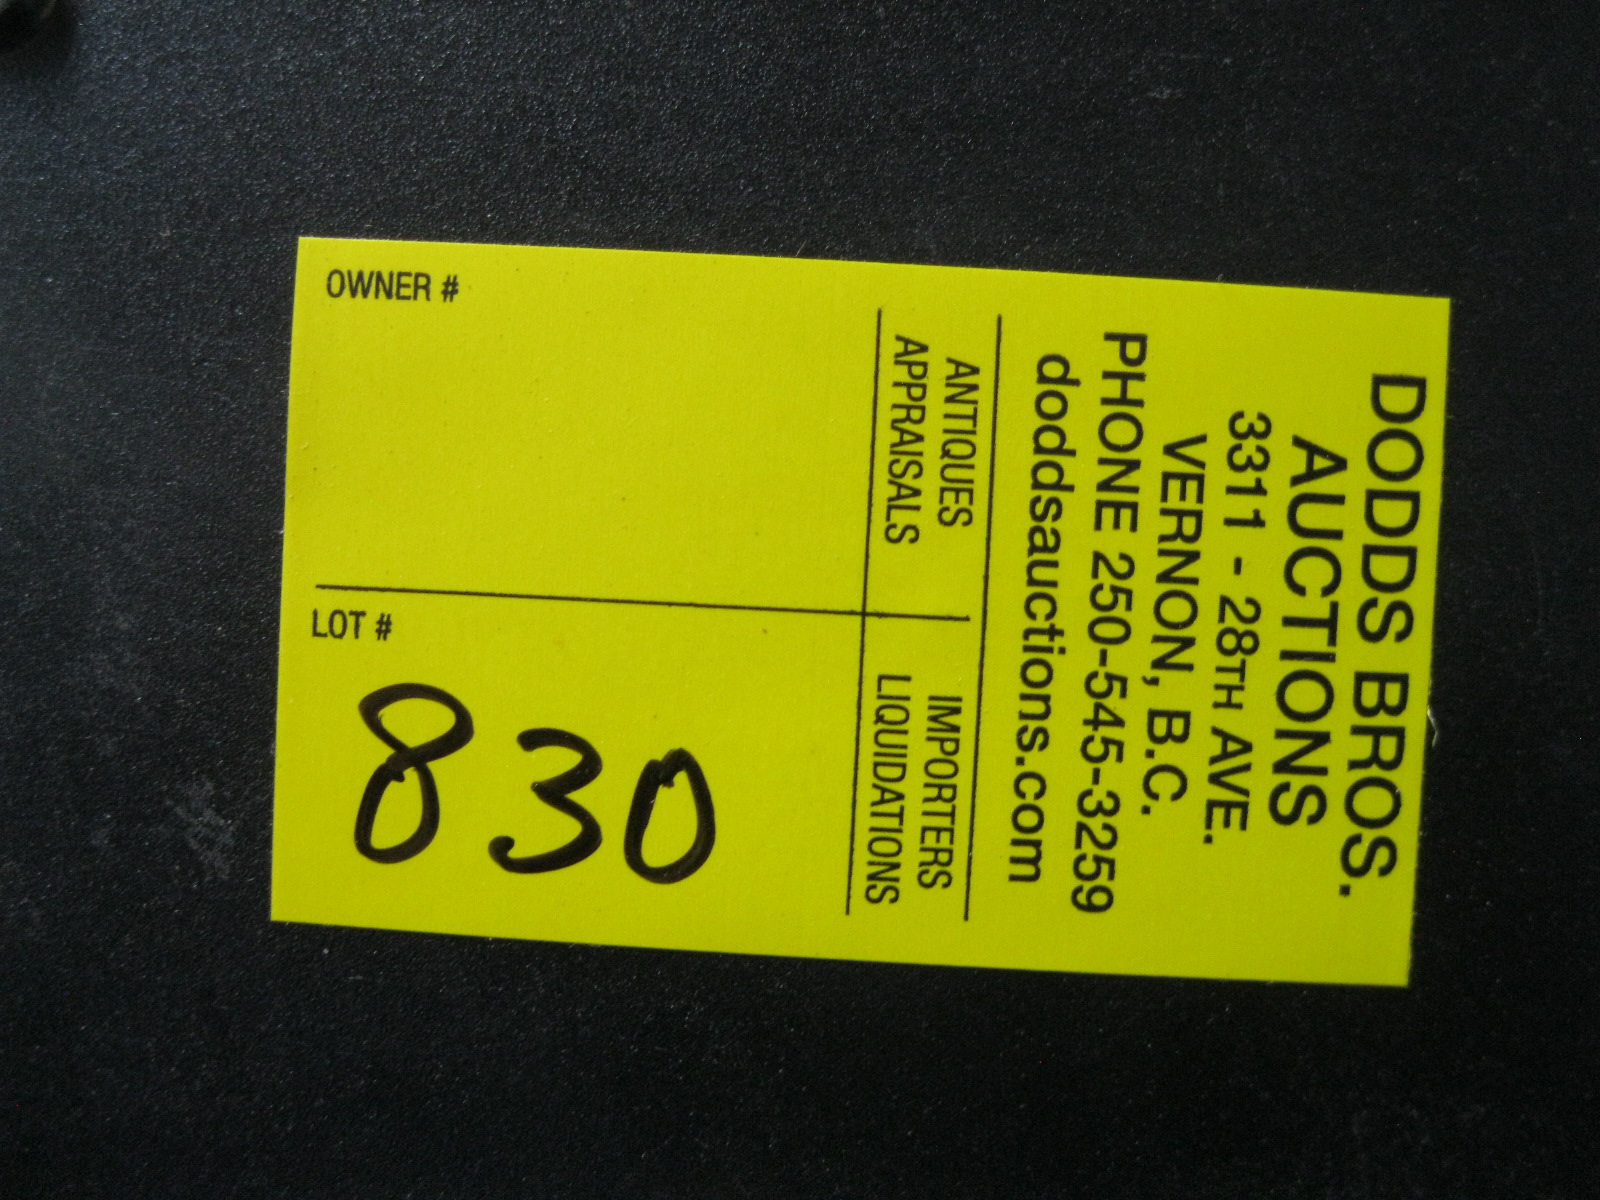 DODDS BROS.
AUCTIONS
3311 - 28TH AVE.
VERNON, B.C.
PHONE 250-545-3259
doddsauctions.com
ANTIQUES
APPRAISALS
IMPORTERS
LIQUIDATIONS
OWNER #
LOT #
830